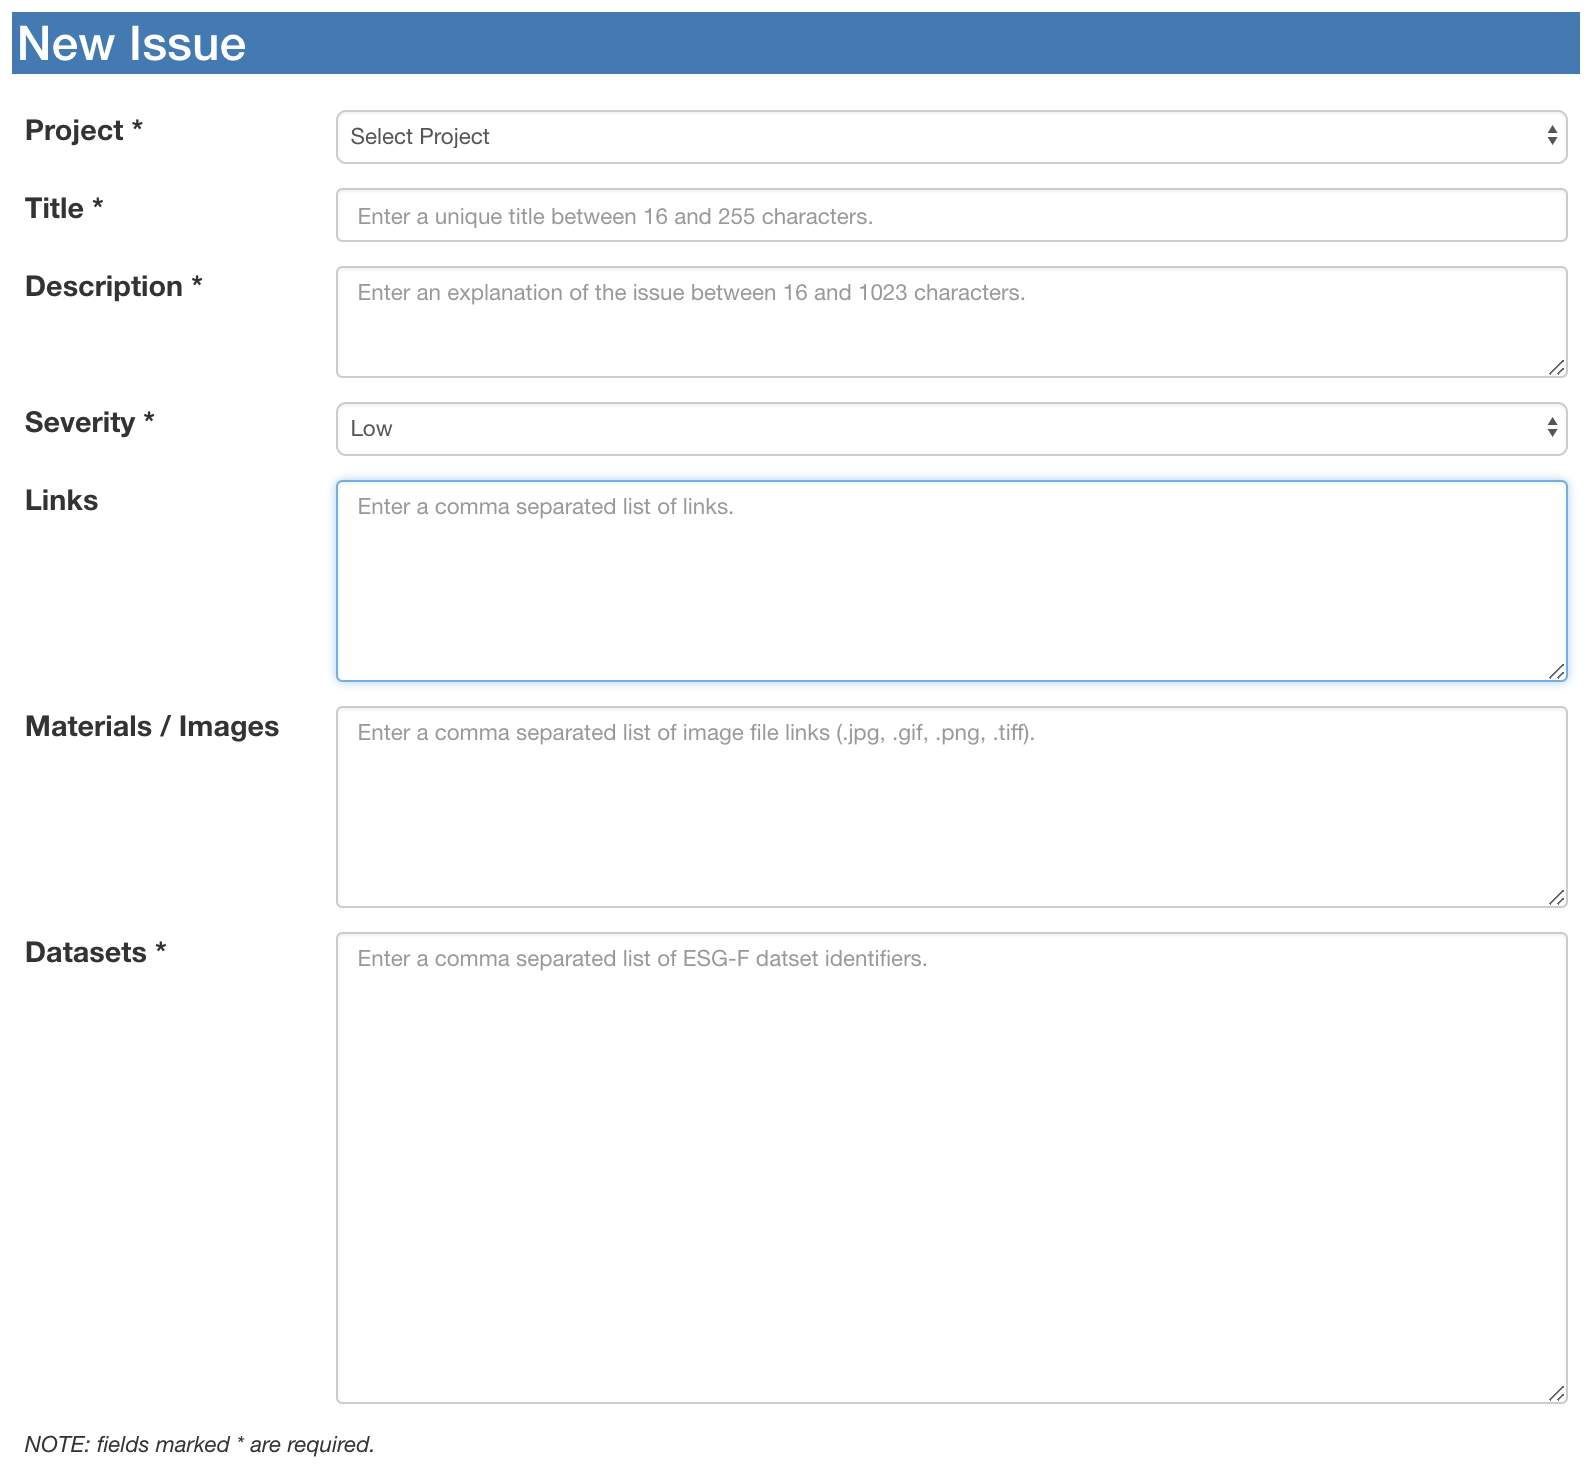 New Issue
Project *
Select Project
Title *
Enter a unique title between 16 and 255 characters.
Description *
Enter an explanation of the issue between 16 and 1023 characters.
Severity *
Low
Links
Enter a comma separated list of links.
Materials / Images
Enter a comma separated list of image file links (.jpg, .gif, .png, .tiff).
Datasets *
Enter a comma separated list of ESG-F datset identifiers.
NOTE: fields marked * are required.